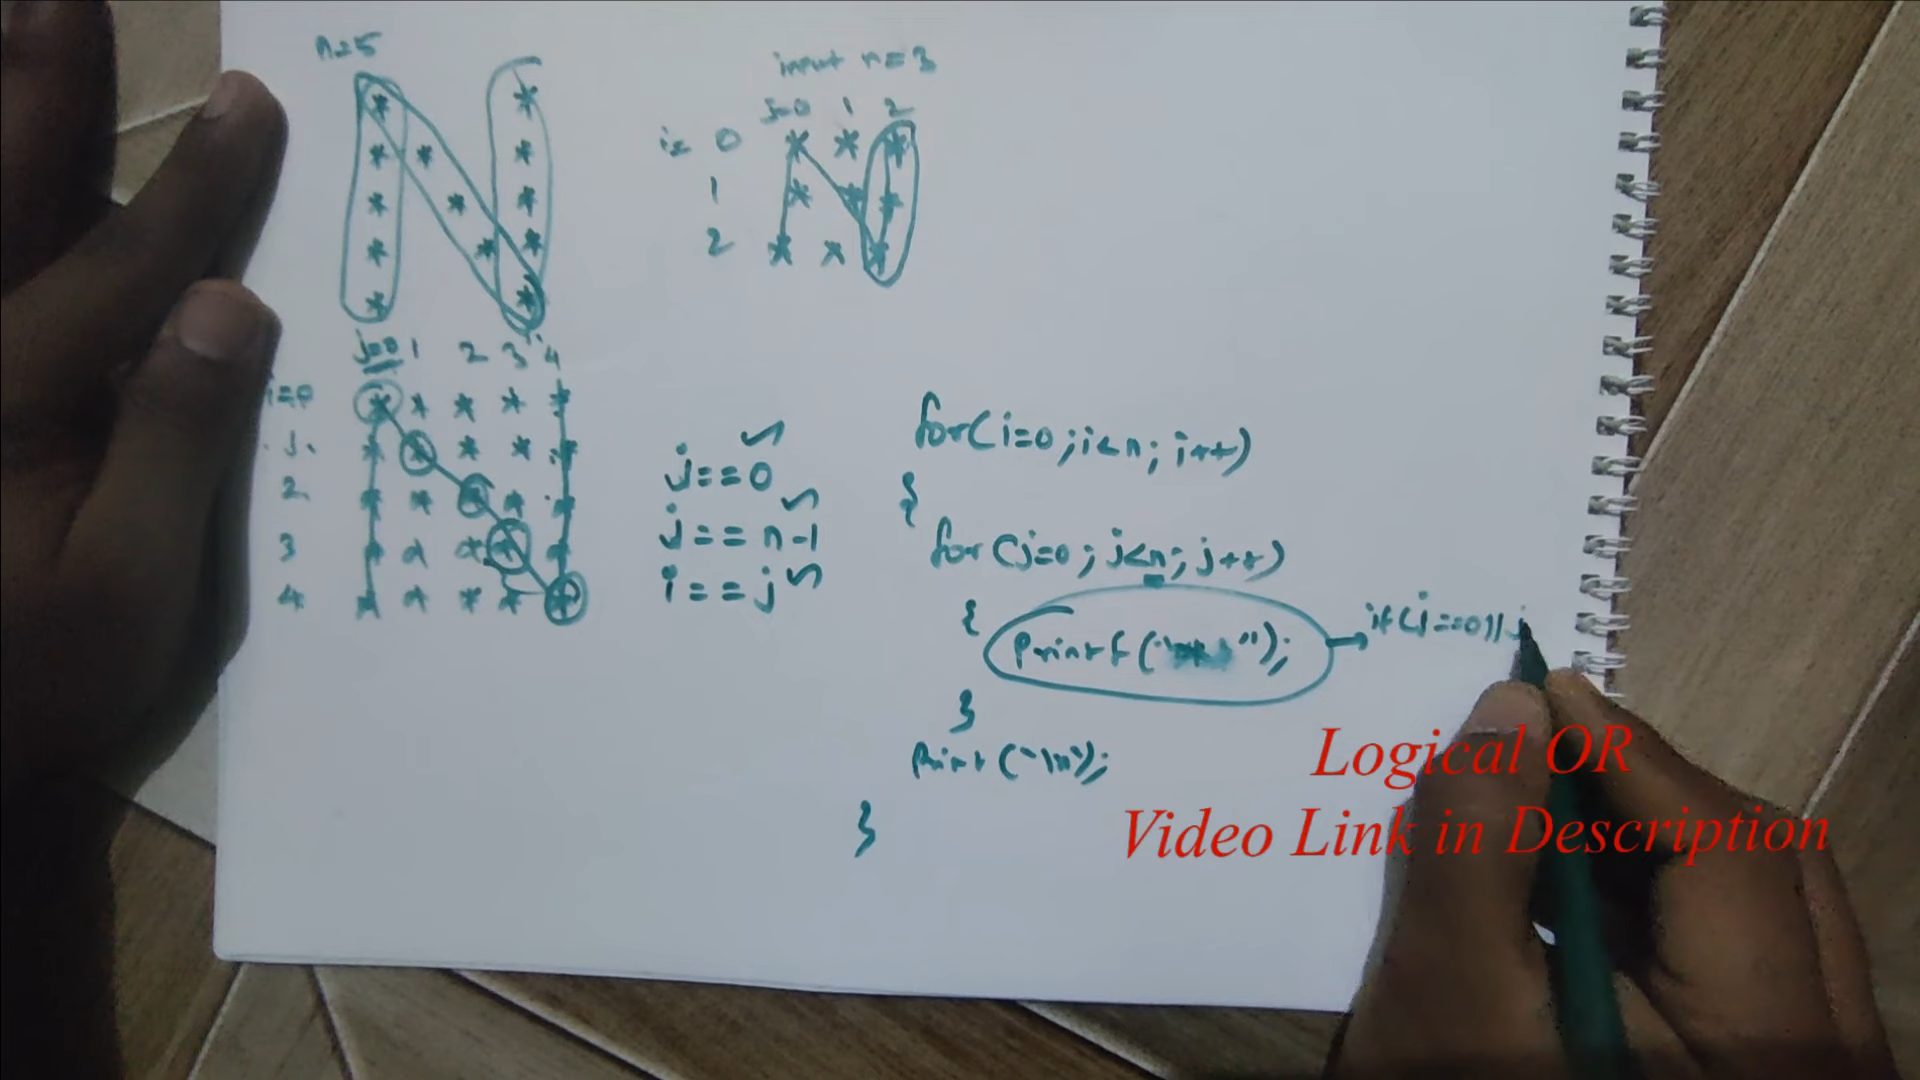 n=5
*         *
* *       *
*   *     *
*     * *
*         *
input n=3
j=0 1 2
i= 0 * * *
1 * * *
2 * * *
j=0 1 2 3 4
i=0 * * * * *
1. * * * * *
2. * * * * *
3 * * * * *
4 * * * * *
j==0
j==n-1
i==j
for(i=0;i<n;i++)
{
for(j=0;j<n;j++)
{
printf(" ");
}
print("\n");
}
if(j==0||j
Logical OR
Video Link in Description